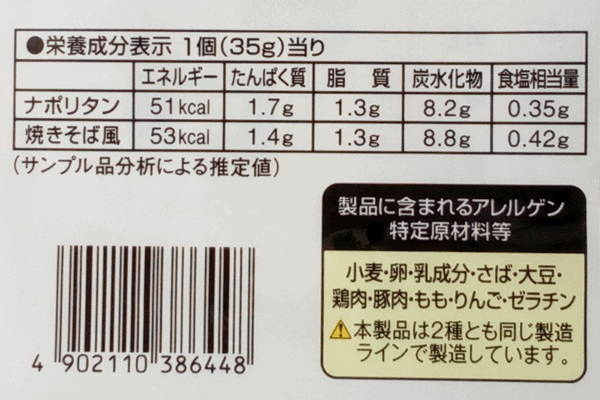 ●栄養成分表示 1個(35g)当り
エネルギー たんぱく質 脂質 炭水化物 食塩相当量
ナポリタン 51kcal 1.7g 1.3g 8.2g 0.35g
焼きそば風 53kcal 1.4g 1.3g 8.8g 0.42g
(サンプル品分析による推定値)
製品に含まれるアレルゲン
特定原材料等
小麦・卵・乳成分・さば・大豆・
鶏肉・豚肉・もも・りんご・ゼラチン
⚠本製品は2種とも同じ製造
ラインで製造しています。
4 902110 386448